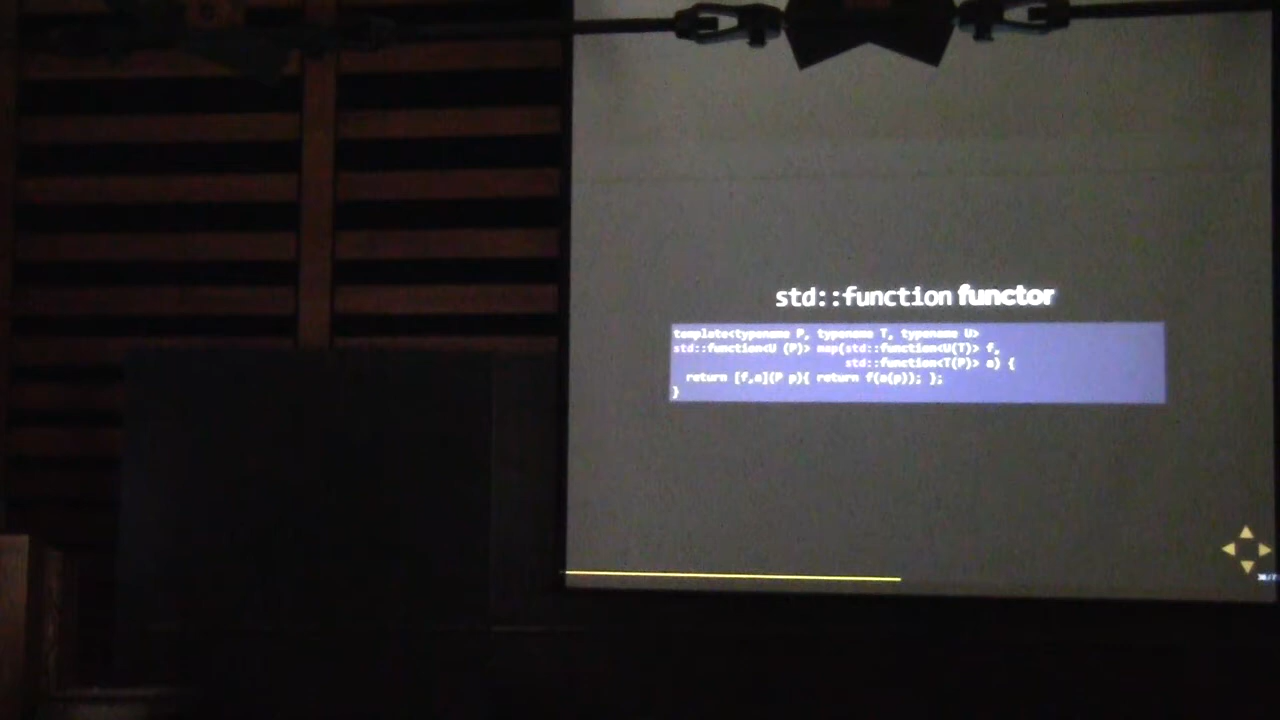 std::function functor
template<typename P, typename T, typename U>
std::function<U (P)> map(std::function<U(T)> f,
std::function<T(P)> a) {
return [f,a](P p){ return f(a(p)); };
}